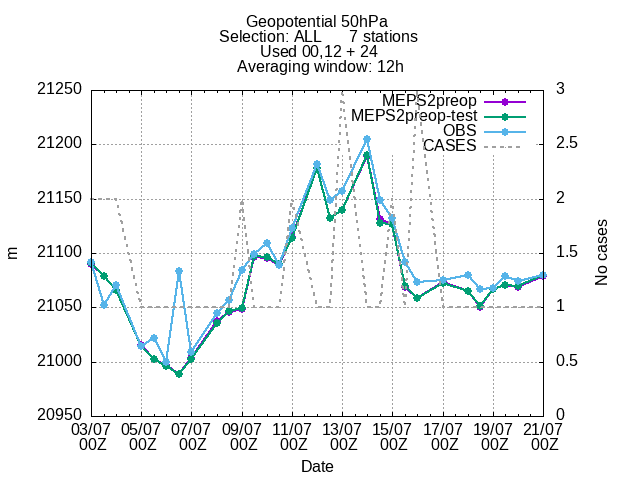 Geopotential 50hPa
Selection: ALL 7 stations
Used 00,12 + 24
Averaging window: 12h
21250
21200
21150
21100
21050
21000
20950
m
3
2.5
2
1.5
1
0.5
0
No cases
MEPS2preop
MEPS2preop-test
OBS
CASES
03/07 05/07 07/07 09/07 11/07 13/07 15/07 17/07 19/07 21/07
00Z 00Z 00Z 00Z 00Z 00Z 00Z 00Z 00Z 00Z
Date